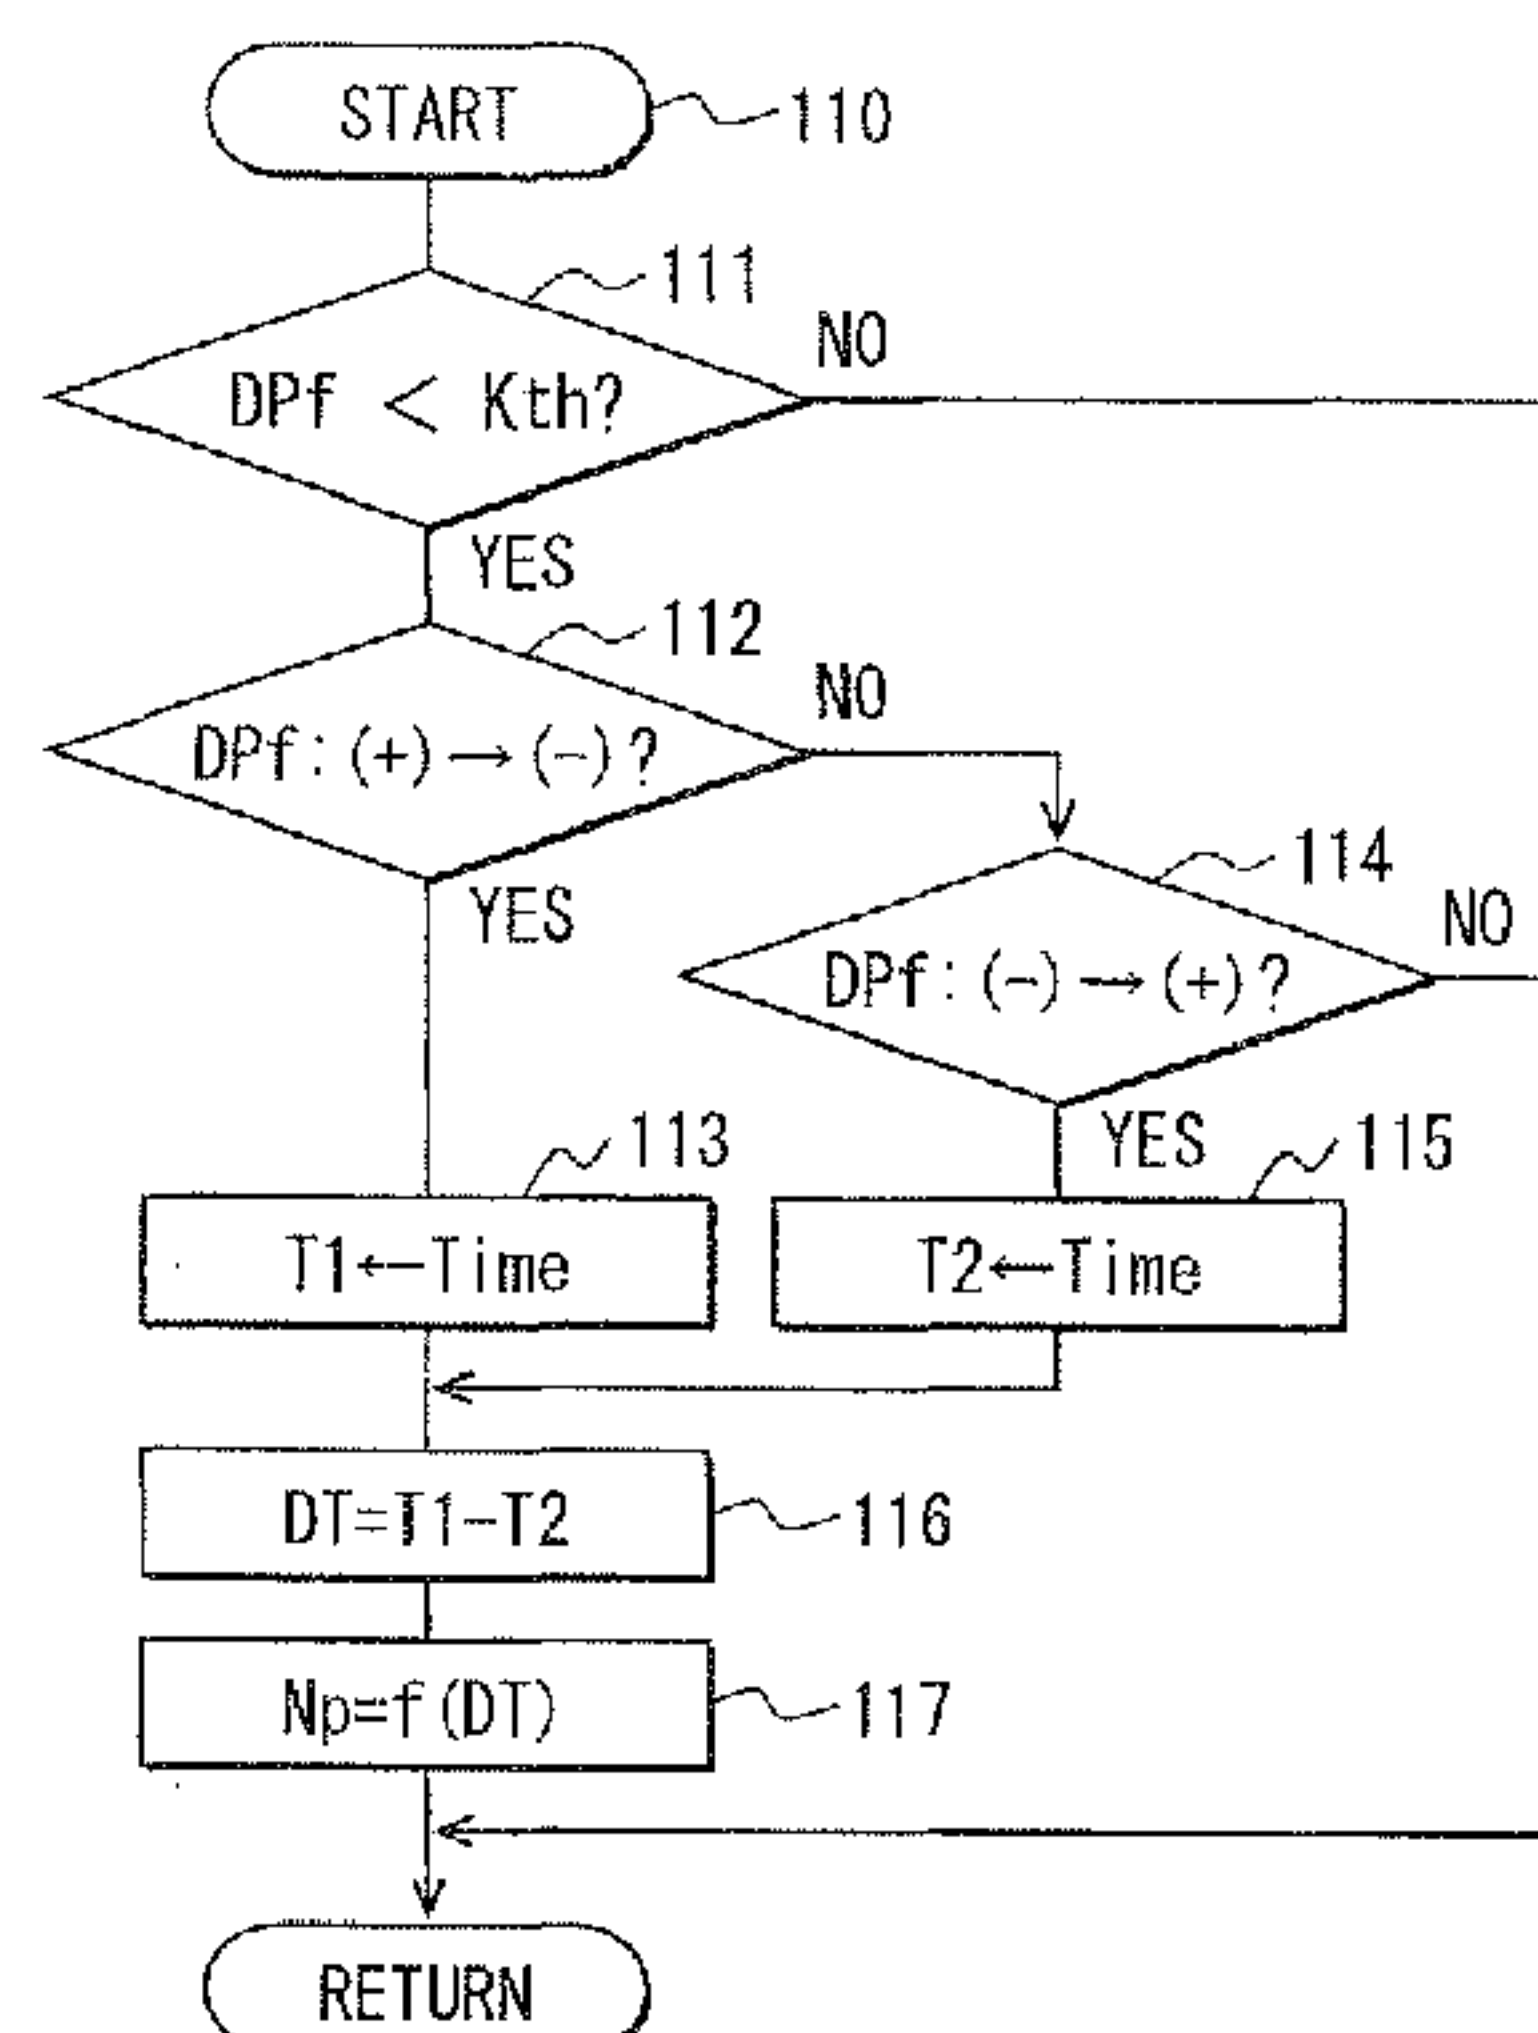 START
110
111
DPf < Kth?
NO
YES
112
DPf:(+)→(-)?
NO
YES
114
DPf:(-)→(+)?
NO
YES
113
T1←Time
115
T2←Time
DT=T1-T2
116
Np=f(DT)
117
RETURN